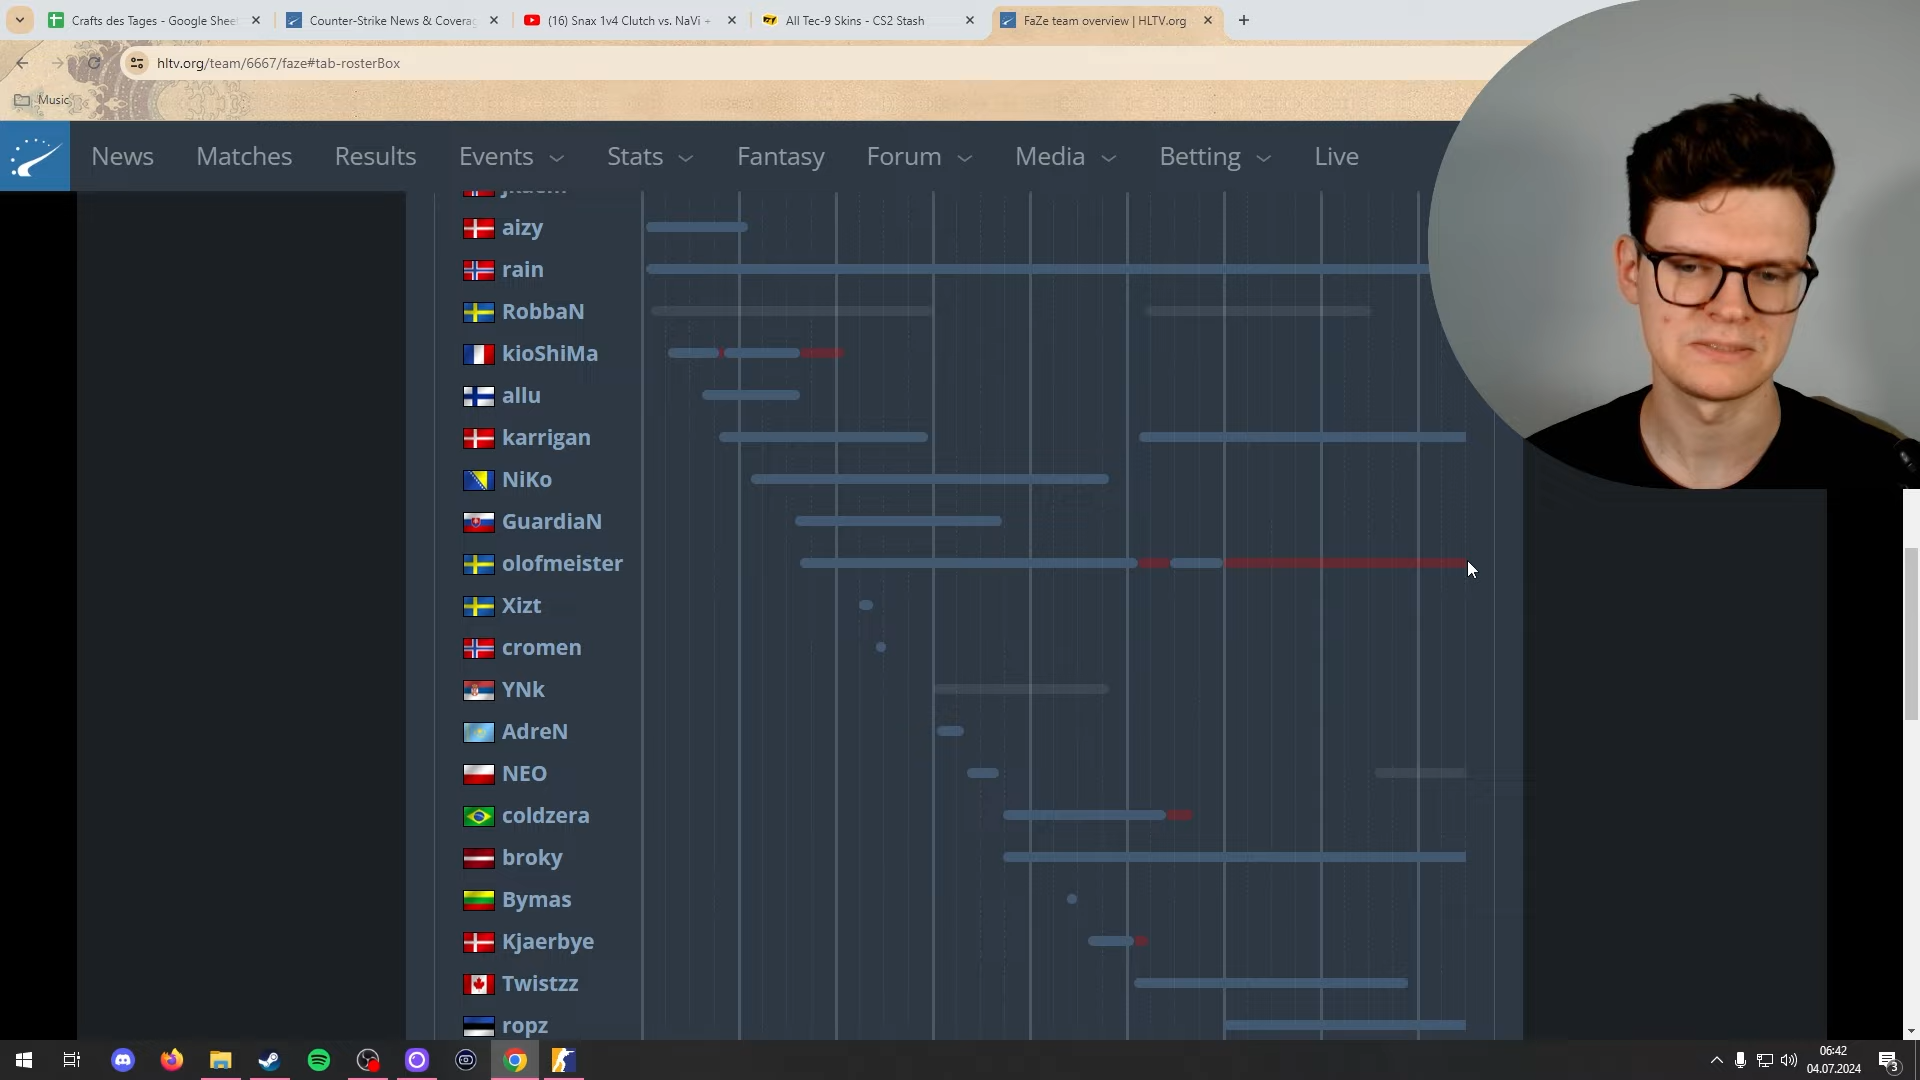 Crafts des Tages - Google Shee
Counter-Strike News & Covera
(16) Snax 1v4 Clutch vs. NaVi +
All Tec-9 Skins - CS2 Stash
FaZe team overview | HLTV.org
hltv.org/team/6667/faze#tab-rosterBox
Music
News
Matches
Results
Events
Stats
Fantasy
Forum
Media
Betting
Live
aizy
rain
RobbaN
kioShiMa
allu
karrigan
NiKo
GuardiaN
olofmeister
Xizt
cromen
YNk
AdreN
NEO
coldzera
broky
Bymas
Kjaerbye
Twistzz
ropz
06:42
04.07.2024
3